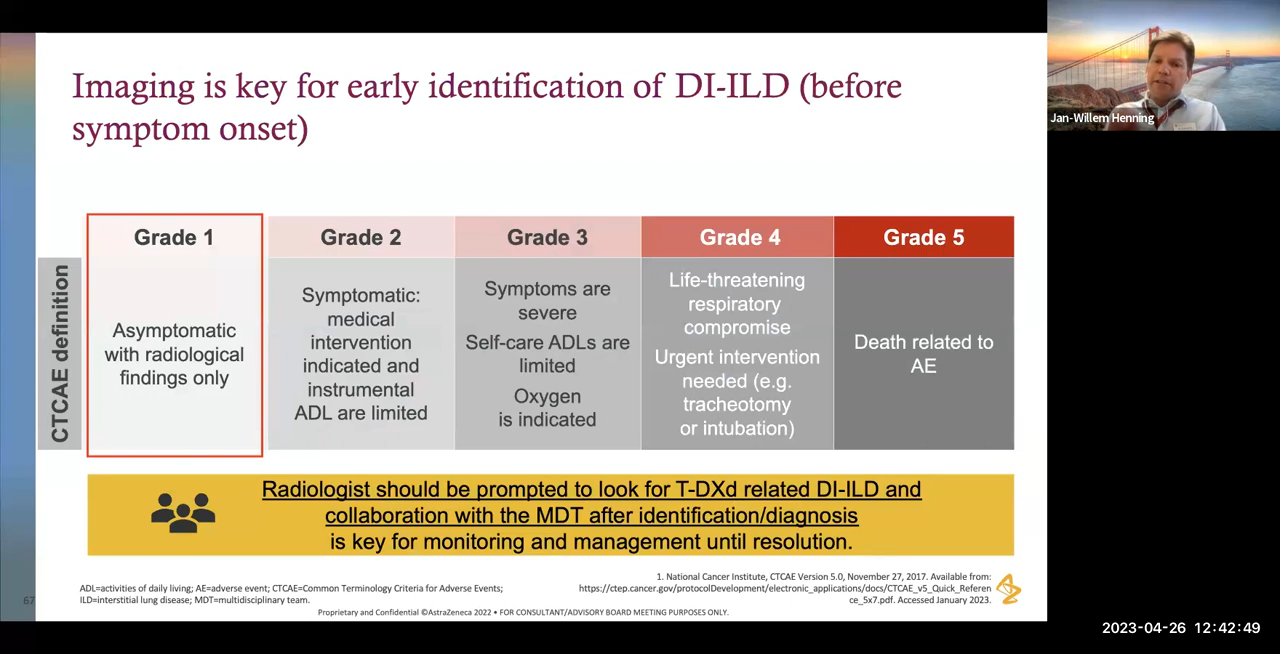 Imaging is key for early identification of DI-ILD (before
symptom onset)
Jan-Willem Henning
CTCAE definition
Grade 1
Asymptomatic
with radiological
findings only
Grade 2
Symptomatic:
medical
intervention
indicated and
instrumental
ADL are limited
Grade 3
Symptoms are
severe
Self-care ADLs are
limited
Oxygen
is indicated
Grade 4
Life-threatening
respiratory
compromise
Urgent intervention
needed (e.g.
tracheotomy
or intubation)
Grade 5
Death related to
AE
Radiologist should be prompted to look for T-DXd related DI-ILD and
collaboration with the MDT after identification/diagnosis
is key for monitoring and management until resolution.
ADL=activities of daily living; AE=adverse event; CTCAE=Common Terminology Criteria for Adverse Events;
ILD=interstitial lung disease; MDT=multidisciplinary team.
1. National Cancer Institute, CTCAE Version 5.0, November 27, 2017. Available from:
https://ctep.cancer.gov/protocolDevelopment/electronic_applications/docs/CTCAE_v5_Quick_Referen
ce_5x7.pdf. Accessed January 2023.
67
Proprietary and Confidential ©AstraZeneca 2022 • FOR CONSULTANT/ADVISORY BOARD MEETING PURPOSES ONLY.
2023-04-26 12:42:49